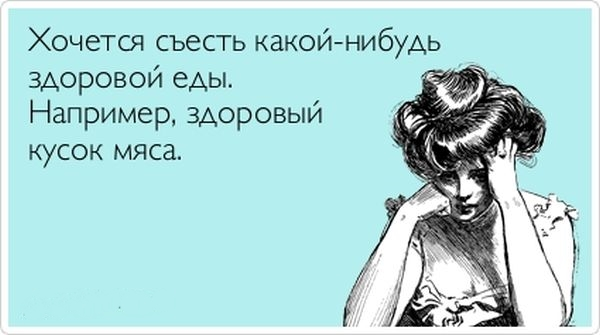 Хочется съесть какой-нибудь
здоровой еды.
Например, здоровый
кусок мяса.